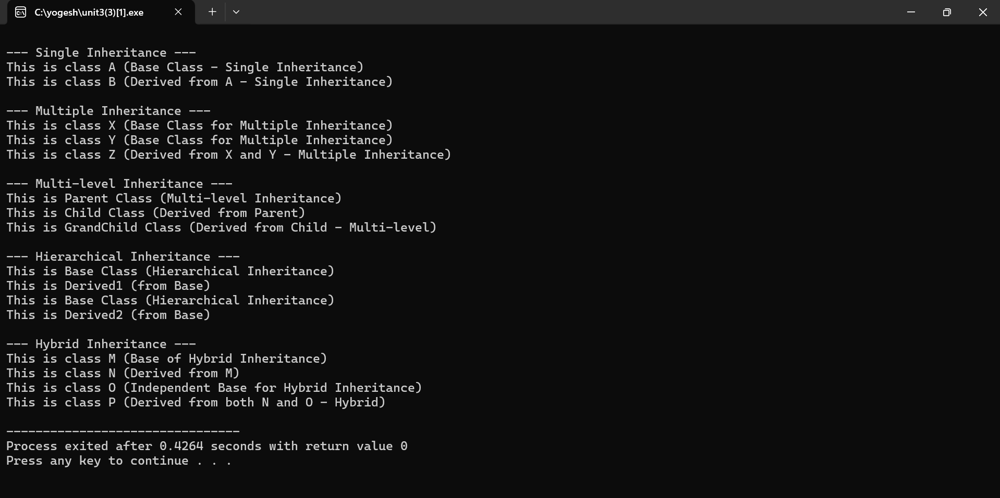 C:\yogesh\unit3(3)[1].exe
--- Single Inheritance ---
This is class A (Base Class - Single Inheritance)
This is class B (Derived from A - Single Inheritance)
--- Multiple Inheritance ---
This is class X (Base Class for Multiple Inheritance)
This is class Y (Base Class for Multiple Inheritance)
This is class Z (Derived from X and Y - Multiple Inheritance)
--- Multi-level Inheritance ---
This is Parent Class (Multi-level Inheritance)
This is Child Class (Derived from Parent)
This is GrandChild Class (Derived from Child - Multi-level)
--- Hierarchical Inheritance ---
This is Base Class (Hierarchical Inheritance)
This is Derived1 (from Base)
This is Base Class (Hierarchical Inheritance)
This is Derived2 (from Base)
--- Hybrid Inheritance ---
This is class M (Base of Hybrid Inheritance)
This is class N (Derived from M)
This is class O (Independent Base for Hybrid Inheritance)
This is class P (Derived from both N and O - Hybrid)
--------------------------------
Process exited after 0.4264 seconds with return value 0
Press any key to continue . . .